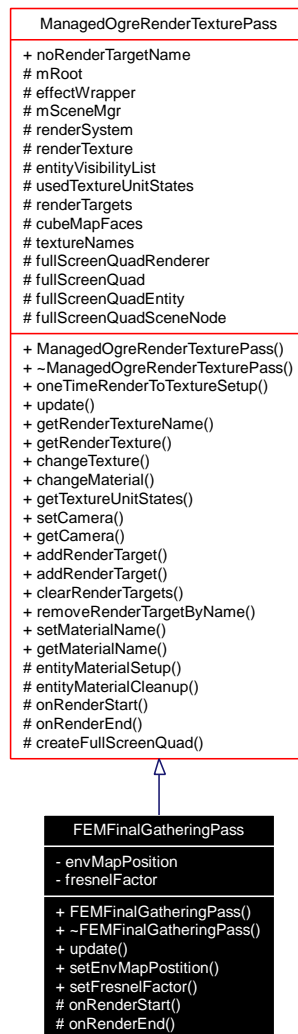 ManagedOgreRenderTexturePass
+ noRenderTargetName
# mRoot
# effectWrapper
# mSceneMgr
# renderSystem
# renderTexture
# entityVisibilityList
# usedTextureUnitStates
# renderTargets
# cubeMapFaces
# textureNames
# fullScreenQuadRenderer
# fullScreenQuad
# fullScreenQuadEntity
# fullScreenQuadSceneNode
+ ManagedOgreRenderTexturePass()
+ ~ManagedOgreRenderTexturePass()
+ oneTimeRenderToTextureSetup()
+ update()
+ getRenderTextureName()
+ getRenderTexture()
+ changeTexture()
+ changeMaterial()
+ getTextureUnitStates()
+ setCamera()
+ getCamera()
+ addRenderTarget()
+ addRenderTarget()
+ clearRenderTargets()
+ removeRenderTargetByName()
+ setMaterialName()
+ getMaterialName()
# entityMaterialSetup()
# entityMaterialCleanup()
# onRenderStart()
# onRenderEnd()
# createFullScreenQuad()
FEMFinalGatheringPass
- envMapPosition
- fresnelFactor
+ FEMFinalGatheringPass()
+ ~FEMFinalGatheringPass()
+ update()
+ setEnvMapPostition()
+ setFresnelFactor()
# onRenderStart()
# onRenderEnd()